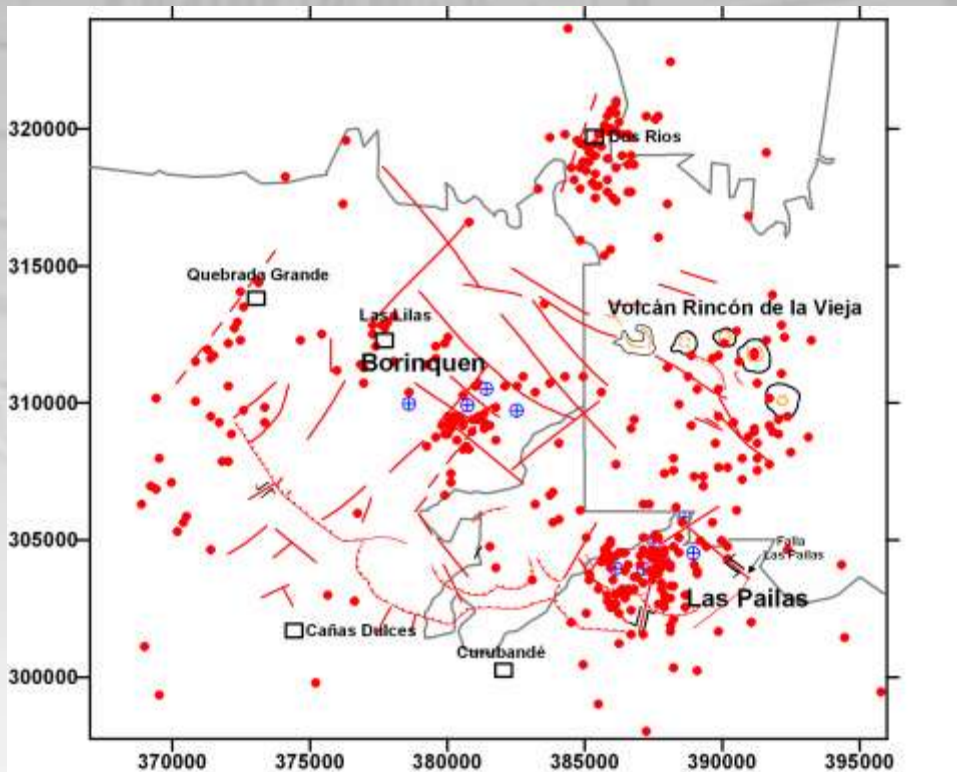 320000
Dos Rios
315000
Quebrada Grande
Volcán Rincón de la Vieja
Las Lilas
Borinquen
310000
305000
Falla
Las Pailas
Las Pailas
Cañas Dulces
Curubandé
300000
370000 375000 380000 385000 390000 395000